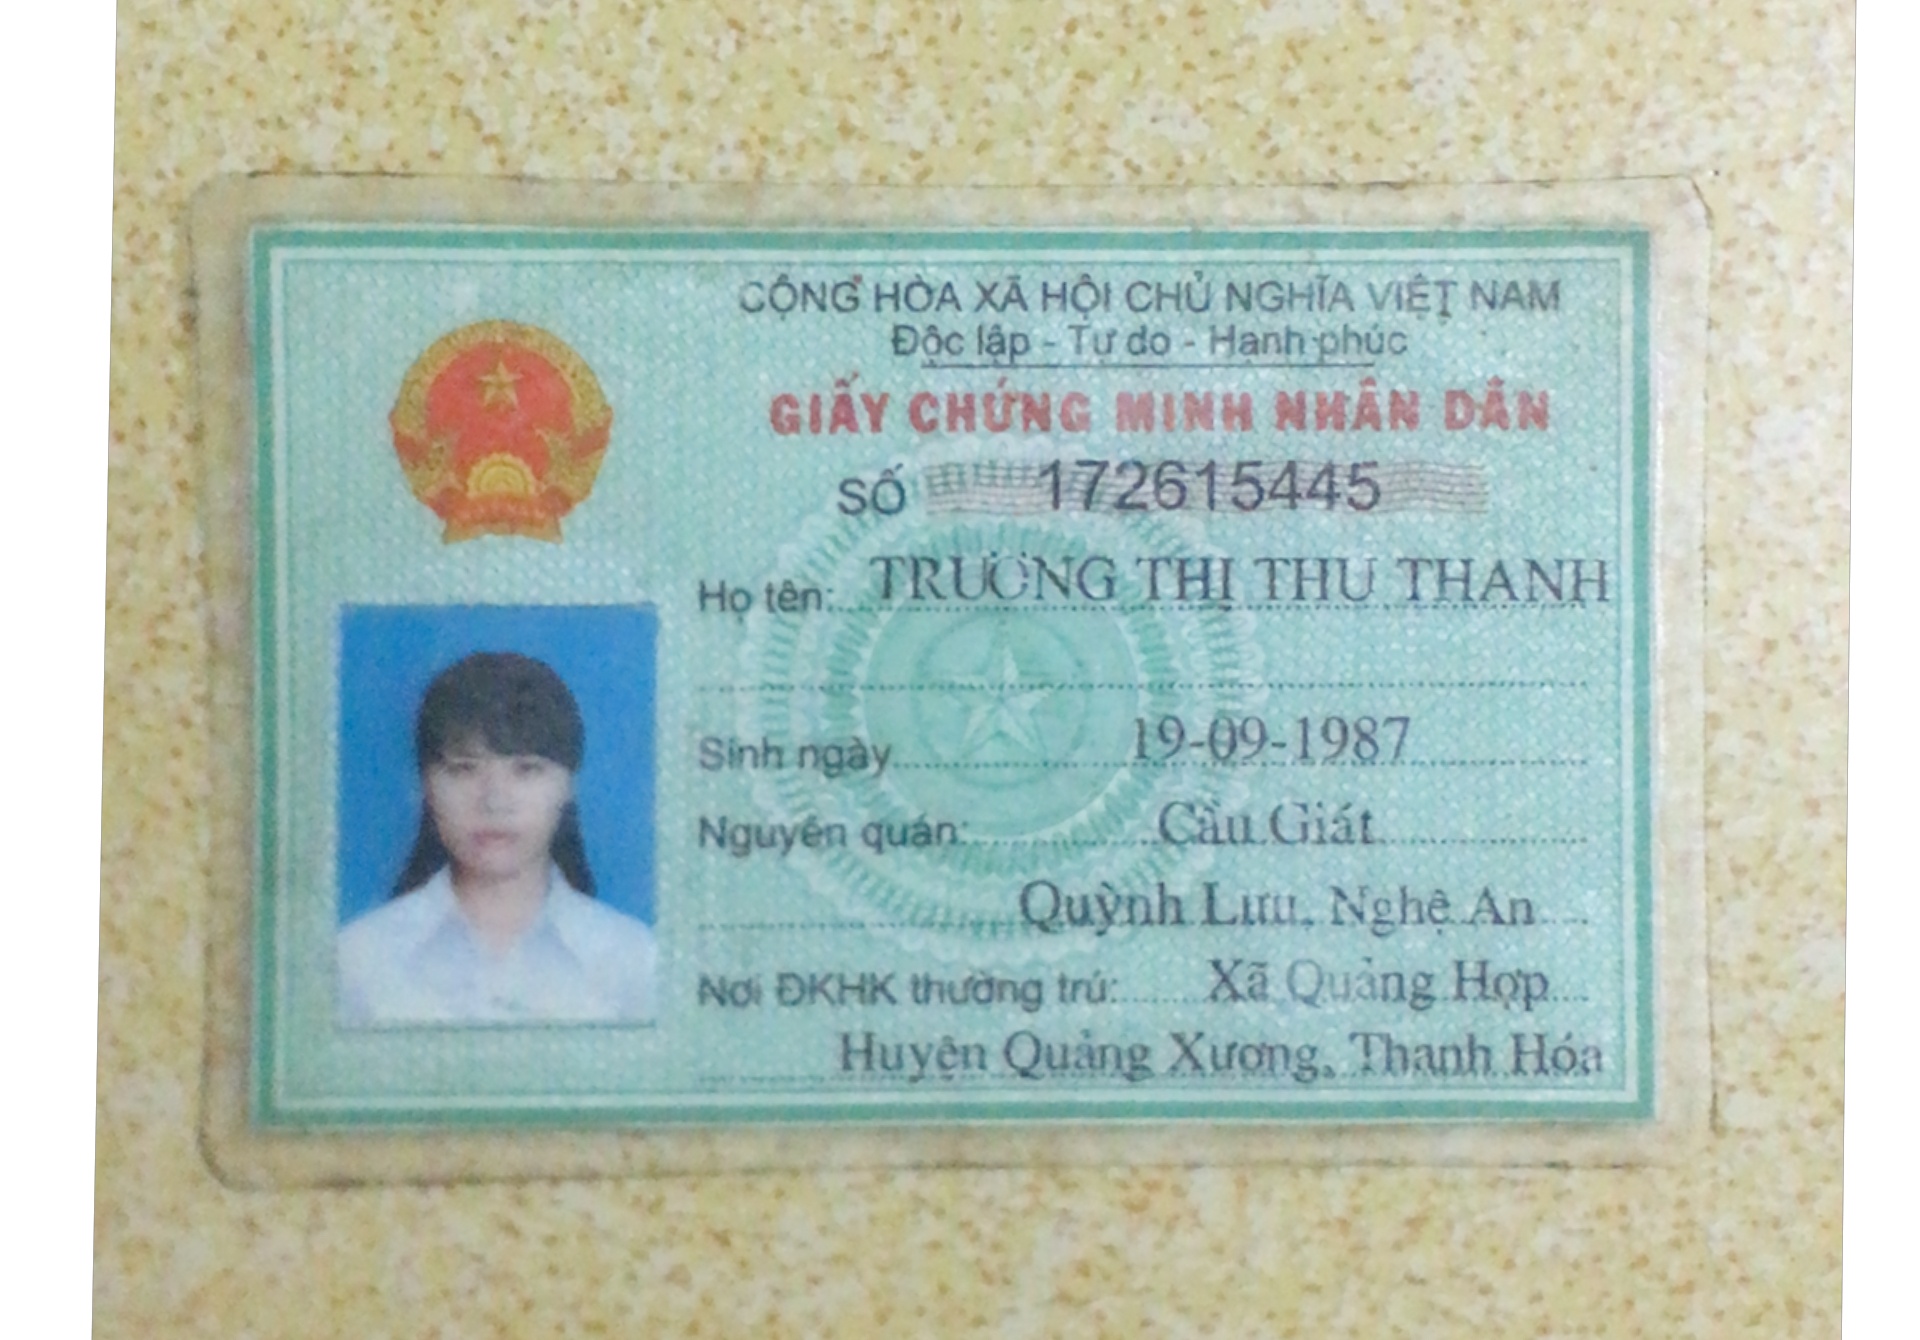 CỘNG HÒA XÃ HỘI CHỦ NGHĨA VIỆT NAM
Độc lập - Tự do - Hạnh phúc
GIẤY CHỨNG MINH NHÂN DÂN
SỐ 172615445
Họ tên: TRƯƠNG THỊ THU THANH
Sinh ngày 19-09-1987
Nguyên quán: Cầu Giát
Quỳnh Lưu, Nghệ An
Nơi ĐKHK thường trú: Xã Quảng Hợp
Huyện Quảng Xương, Thanh Hóa